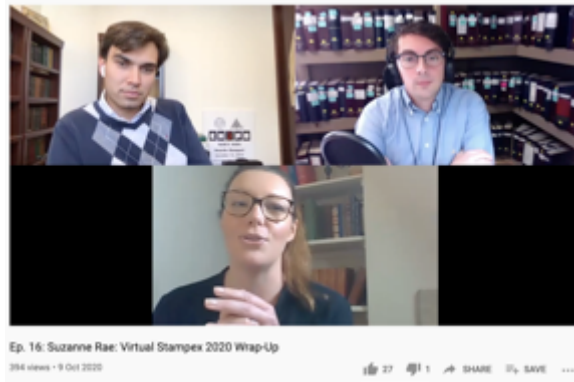 Ep. 16: Suzanne Rae: Virtual Stampex 2020 Wrap-Up
394 views • 9 Oct 2020
27
1
SHARE
SAVE